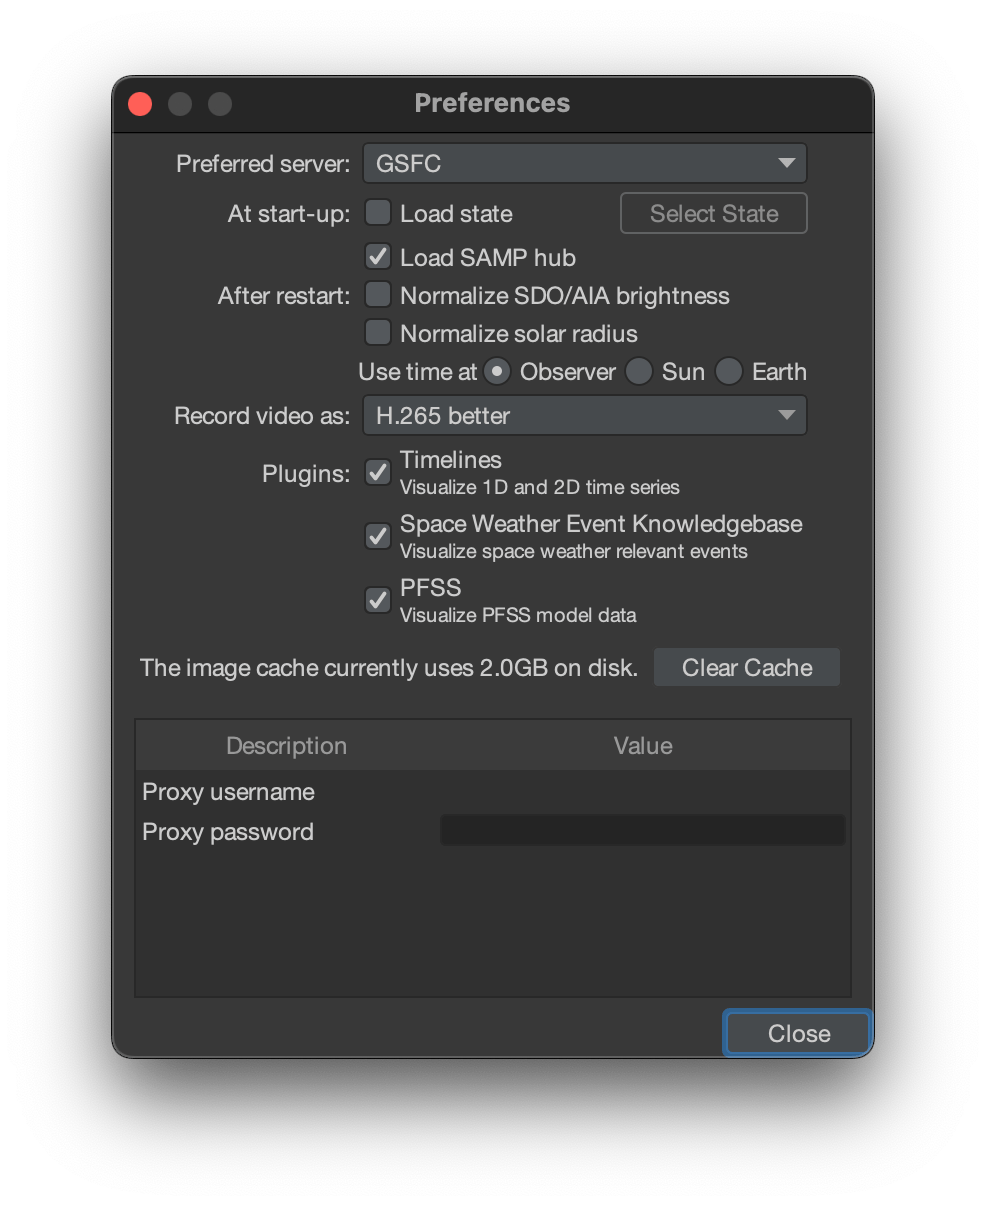 Preferences
Preferred server: GSFC
At start-up: Load state Select State
Load SAMP hub
After restart: Normalize SDO/AIA brightness
Normalize solar radius
Use time at Observer Sun Earth
Record video as: H.265 better
Plugins: Timelines
Visualize 1D and 2D time series
Space Weather Event Knowledgebase
Visualize space weather relevant events
PFSS
Visualize PFSS model data
The image cache currently uses 2.0GB on disk. Clear Cache
Description Value
Proxy username
Proxy password
Close